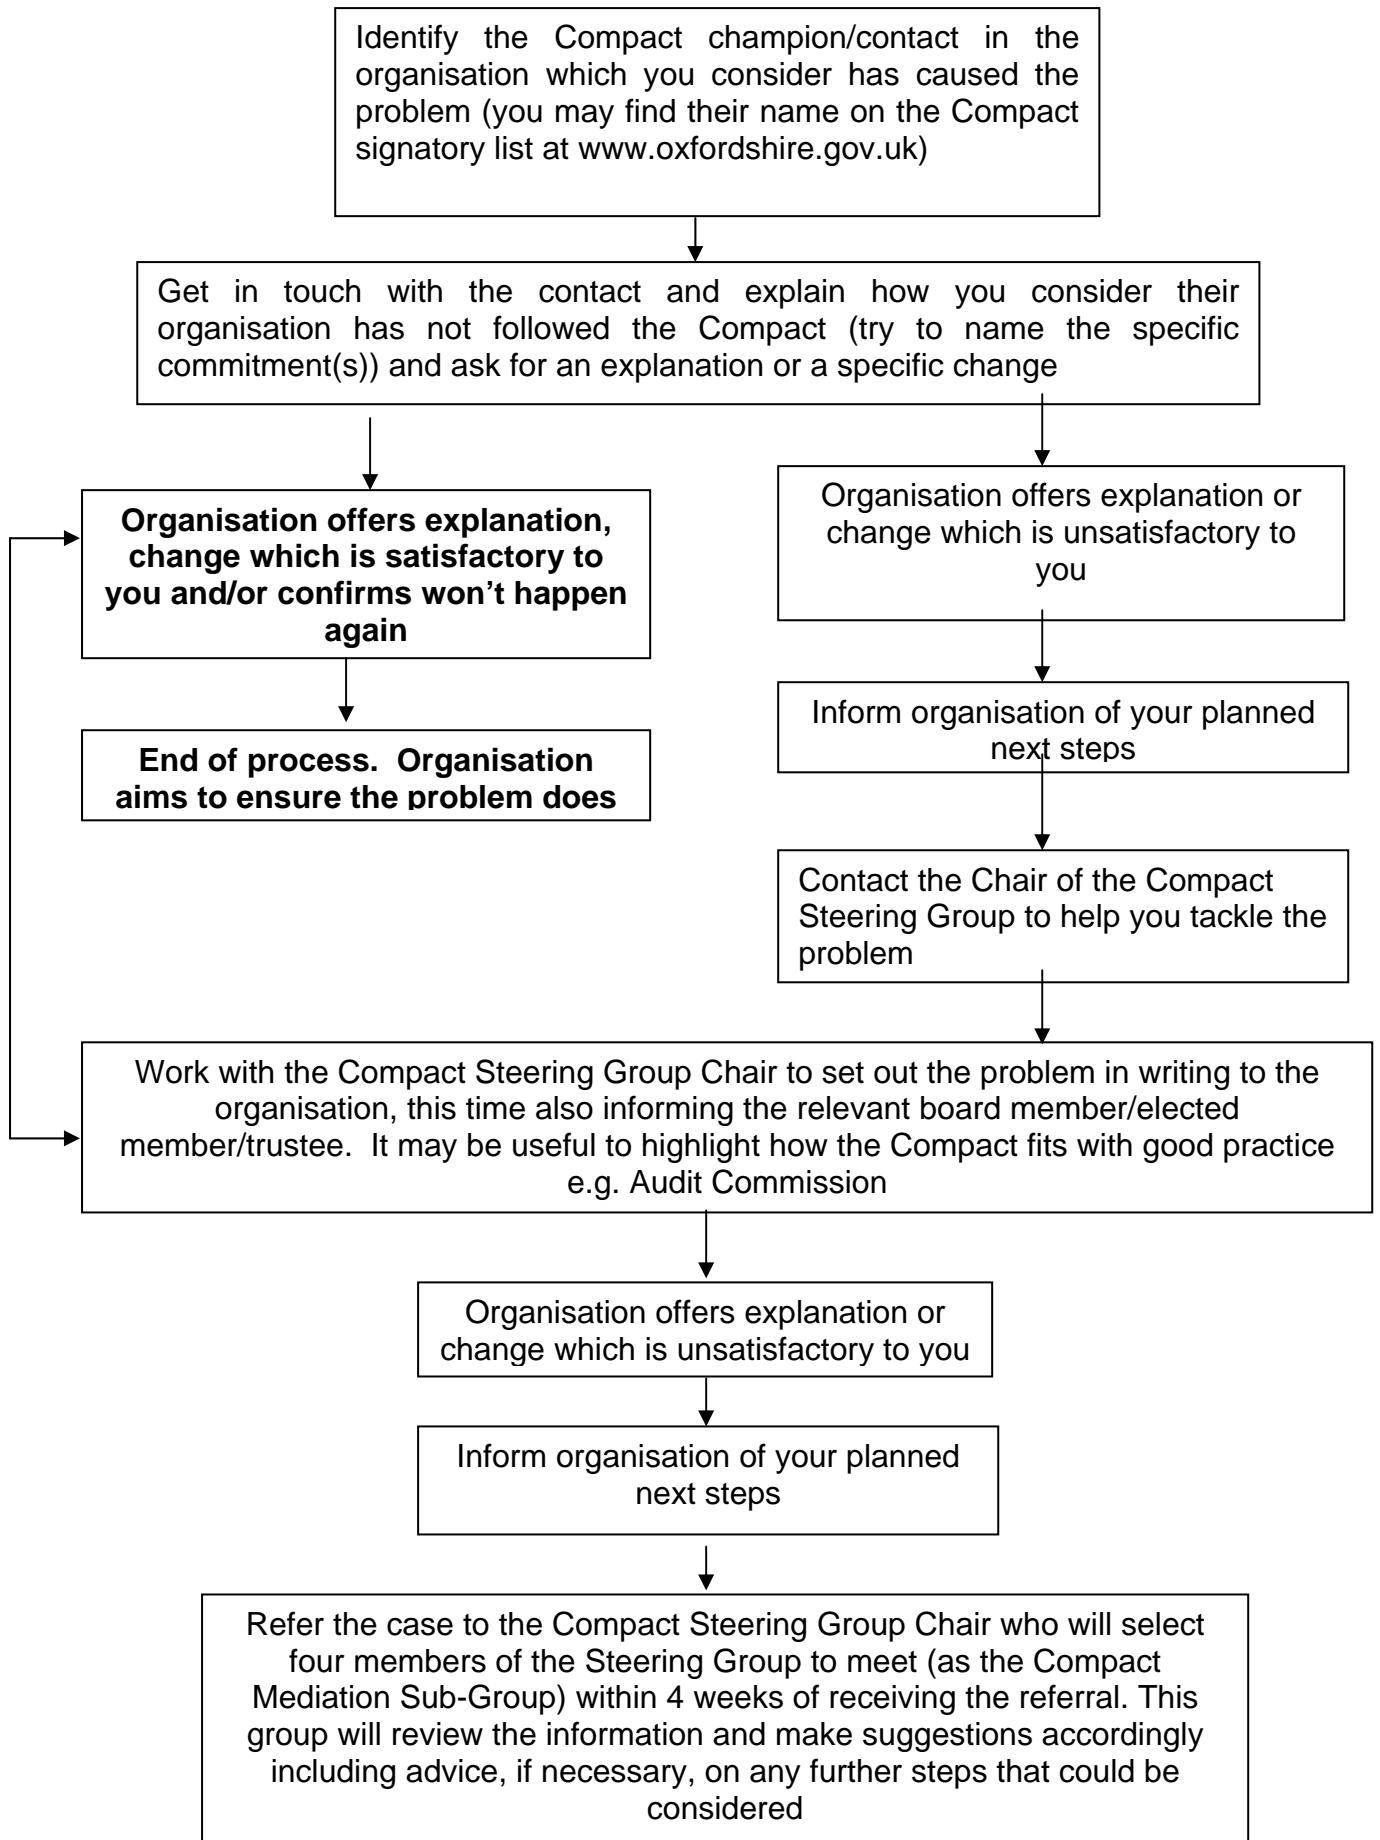 Identify the Compact champion/contact in the
organisation which you consider has caused the
problem (you may find their name on the Compact
signatory list at www.oxfordshire.gov.uk)
Get in touch with the contact and explain how you consider their
organisation has not followed the Compact (try to name the specific
commitment(s)) and ask for an explanation or a specific change
Organisation offers explanation,
change which is satisfactory to
you and/or confirms won’t happen
again
End of process.  Organisation
aims to ensure the problem does
Organisation offers explanation or
change which is unsatisfactory to
you
Inform organisation of your planned
next steps
Contact the Chair of the Compact
Steering Group to help you tackle the
problem
Work with the Compact Steering Group Chair to set out the problem in writing to the
organisation, this time also informing the relevant board member/elected
member/trustee.  It may be useful to highlight how the Compact fits with good practice
e.g. Audit Commission
Organisation offers explanation or
change which is unsatisfactory to you
Inform organisation of your planned
next steps
Refer the case to the Compact Steering Group Chair who will select
four members of the Steering Group to meet (as the Compact
Mediation Sub-Group) within 4 weeks of receiving the referral. This
group will review the information and make suggestions accordingly
including advice, if necessary, on any further steps that could be
considered